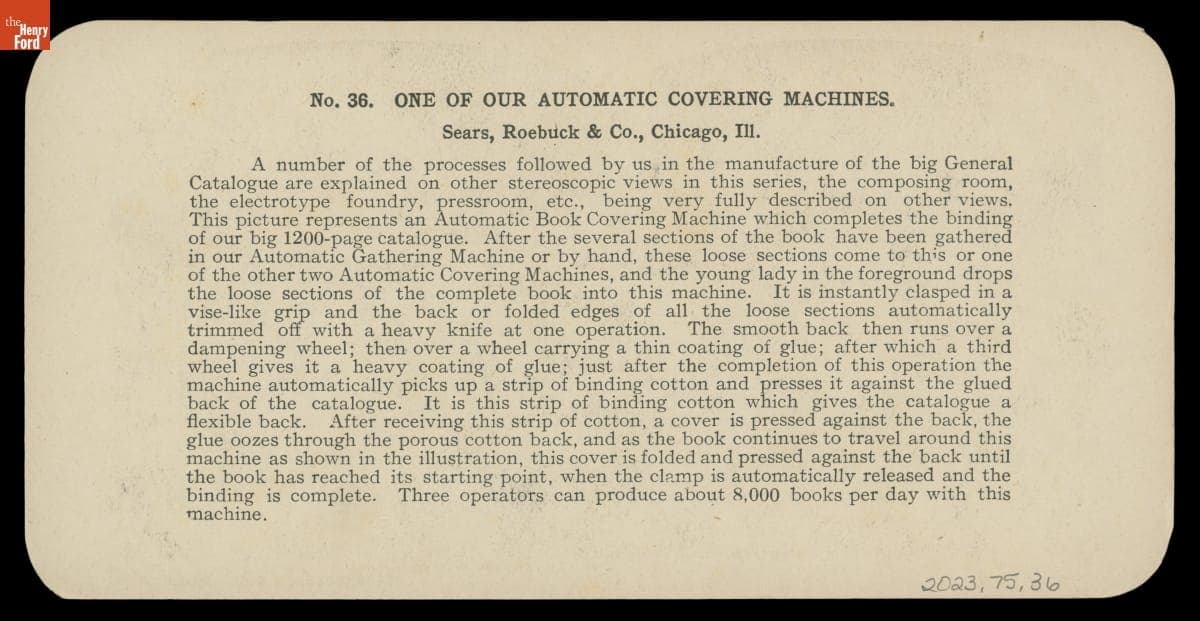 the
Henry
Ford
No. 36. ONE OF OUR AUTOMATIC COVERING MACHINES.
Sears, Roebuck & Co., Chicago, Ill.
A number of the processes followed by us in the manufacture of the big General
Catalogue are explained on other stereoscopic views in this series, the composing room,
the electrotype foundry, pressroom, etc., being very fully described on other views.
This picture represents an Automatic Book Covering Machine which completes the binding
of our big 1200-page catalogue. After the several sections of the book have been gathered
in our Automatic Gathering Machine or by hand, these loose sections come to this or one
of the other two Automatic Covering Machines, and the young lady in the foreground drops
the loose sections of the complete book into this machine. It is instantly clasped in a
vise-like grip and the back or folded edges of all the loose sections automatically
trimmed off with a heavy knife at one operation. The smooth back then runs over a
dampening wheel; then over a wheel carrying a thin coating of glue; after which a third
wheel gives it a heavy coating of glue; just after the completion of this operation the
machine automatically picks up a strip of binding cotton and presses it against the glued
back of the catalogue. It is this strip of binding cotton which gives the catalogue a
flexible back. After receiving this strip of cotton, a cover is pressed against the back, the
glue oozes through the porous cotton back, and as the book continues to travel around this
machine as shown in the illustration, this cover is folded and pressed against the back until
the book has reached its starting point, when the clamp is automatically released and the
binding is complete. Three operators can produce about 8,000 books per day with this
machine.
2023.75.36